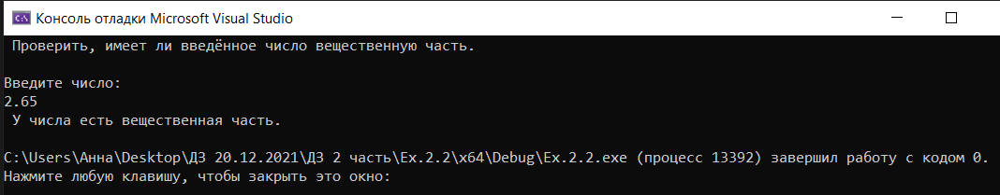 Консоль отладки Microsoft Visual Studio
Проверить, имеет ли введённое число вещественную часть.
Введите число:
2.65
У числа есть вещественная часть.
C:\Users\Анна\Desktop\ДЗ 20.12.2021\ДЗ 2 часть\Ex.2.2\x64\Debug\Ex.2.2.exe (процесс 13392) завершил работу с кодом 0.
Нажмите любую клавишу, чтобы закрыть это окно: